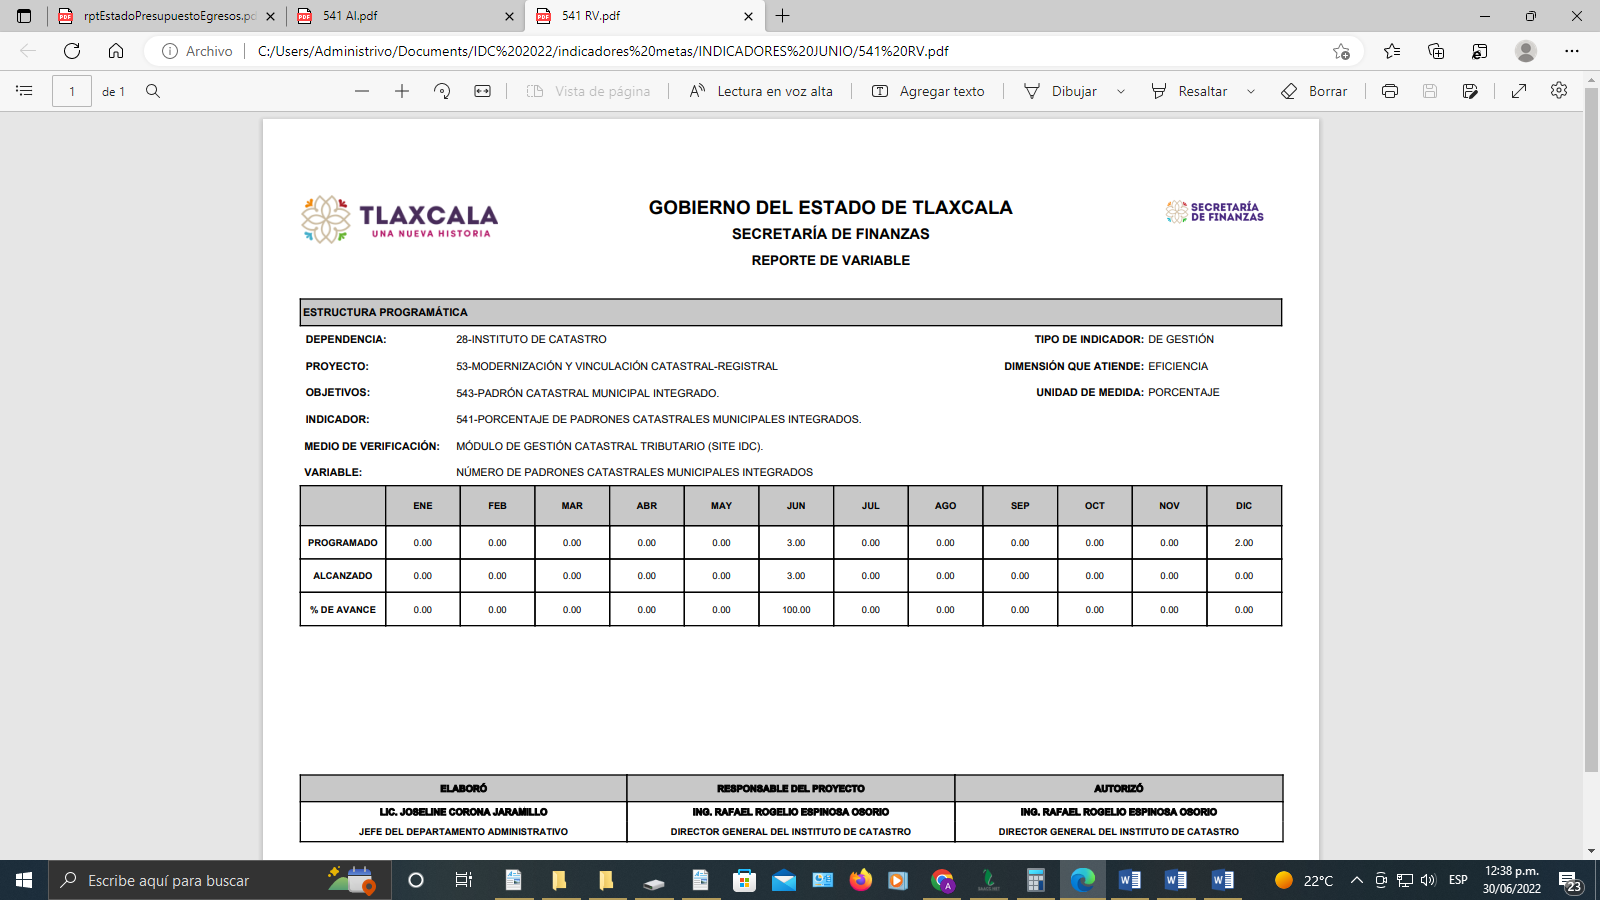 rptEstadoPresupuestoEgresos.pd
541 AI.pdf
541 RV.pdf
Archivo
C:/Users/Administrivo/Documents/IDC%202022/indicadores%20metas/INDICADORES%20JUNIO/541%20RV.pdf
1 de 1
Vista de página
Lectura en voz alta
Agregar texto
Dibujar
Resaltar
Borrar
TLAXCALA
UNA NUEVA HISTORIA
GOBIERNO DEL ESTADO DE TLAXCALA
SECRETARÍA DE FINANZAS
REPORTE DE VARIABLE
SECRETARÍA
DE FINANZAS
ESTRUCTURA PROGRAMÁTICA
DEPENDENCIA: 28-INSTITUTO DE CATASTRO TIPO DE INDICADOR: DE GESTIÓN
PROYECTO: 53-MODERNIZACIÓN Y VINCULACIÓN CATASTRAL-REGISTRAL DIMENSIÓN QUE ATIENDE: EFICIENCIA
OBJETIVOS: 543-PADRÓN CATASTRAL MUNICIPAL INTEGRADO. UNIDAD DE MEDIDA: PORCENTAJE
INDICADOR: 541-PORCENTAJE DE PADRONES CATASTRALES MUNICIPALES INTEGRADOS.
MEDIO DE VERIFICACIÓN: MÓDULO DE GESTIÓN CATASTRAL TRIBUTARIO (SITE IDC).
VARIABLE: NÚMERO DE PADRONES CATASTRALES MUNICIPALES INTEGRADOS
ENE FEB MAR ABR MAY JUN JUL AGO SEP OCT NOV DIC
PROGRAMADO 0.00 0.00 0.00 0.00 0.00 3.00 0.00 0.00 0.00 0.00 0.00 2.00
ALCANZADO 0.00 0.00 0.00 0.00 0.00 3.00 0.00 0.00 0.00 0.00 0.00 0.00
% DE AVANCE 0.00 0.00 0.00 0.00 0.00 100.00 0.00 0.00 0.00 0.00 0.00 0.00
ELABORÓ RESPONSABLE DEL PROYECTO AUTORIZÓ
LIC. JOSELINE CORONA JARAMILLO ING. RAFAEL ROGELIO ESPINOSA OSORIO ING. RAFAEL ROGELIO ESPINOSA OSORIO
JEFE DEL DEPARTAMENTO ADMINISTRATIVO DIRECTOR GENERAL DEL INSTITUTO DE CATASTRO DIRECTOR GENERAL DEL INSTITUTO DE CATASTRO
Escribe aquí para buscar
22°C
ESP
12:38 p.m.
30/06/2022
23